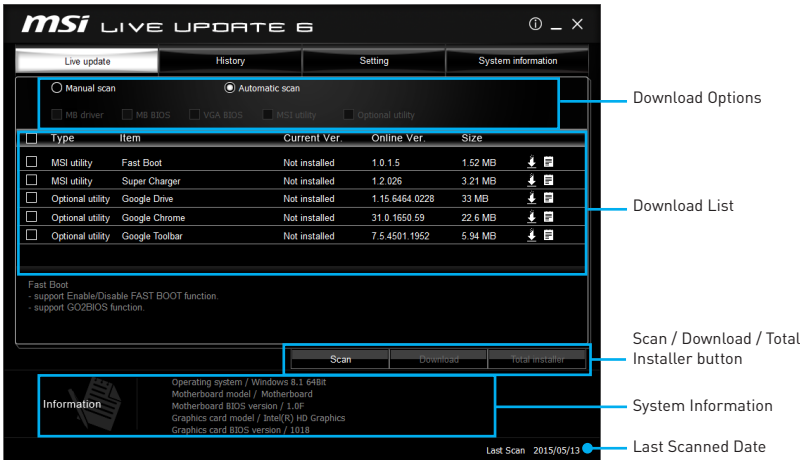 msi LIVE UPDATE 6
Live update History Setting System information
Manual scan Automatic scan
MB driver MB BIOS VGA BIOS MSI utility Optional utility
Download Options
Type Item Current Ver. Online Ver. Size
MSI utility Fast Boot Not installed 1.0.1.5 1.52 MB
MSI utility Super Charger Not installed 1.2.026 3.21 MB
Optional utility Google Drive Not installed 1.15.6464.0228 33 MB
Download List
Optional utility Google Chrome Not installed 31.0.1650.59 22.6 MB
Optional utility Google Toolbar Not installed 7.5.4501.1952 5.94 MB
Fast Boot
- support Enable/Disable FAST BOOT function.
- support GO2BIOS function.
Scan Download Total Installer
Scan / Download / Total
Installer button
Information
Operating system / Windows 8.1 64Bit
Motherboard model / Motherboard
Motherboard BIOS version / 1.0F
Graphics card model / Intel(R) HD Graphics
Graphics card BIOS version / 1018
System Information
Last Scan 2015/05/13
Last Scanned Date